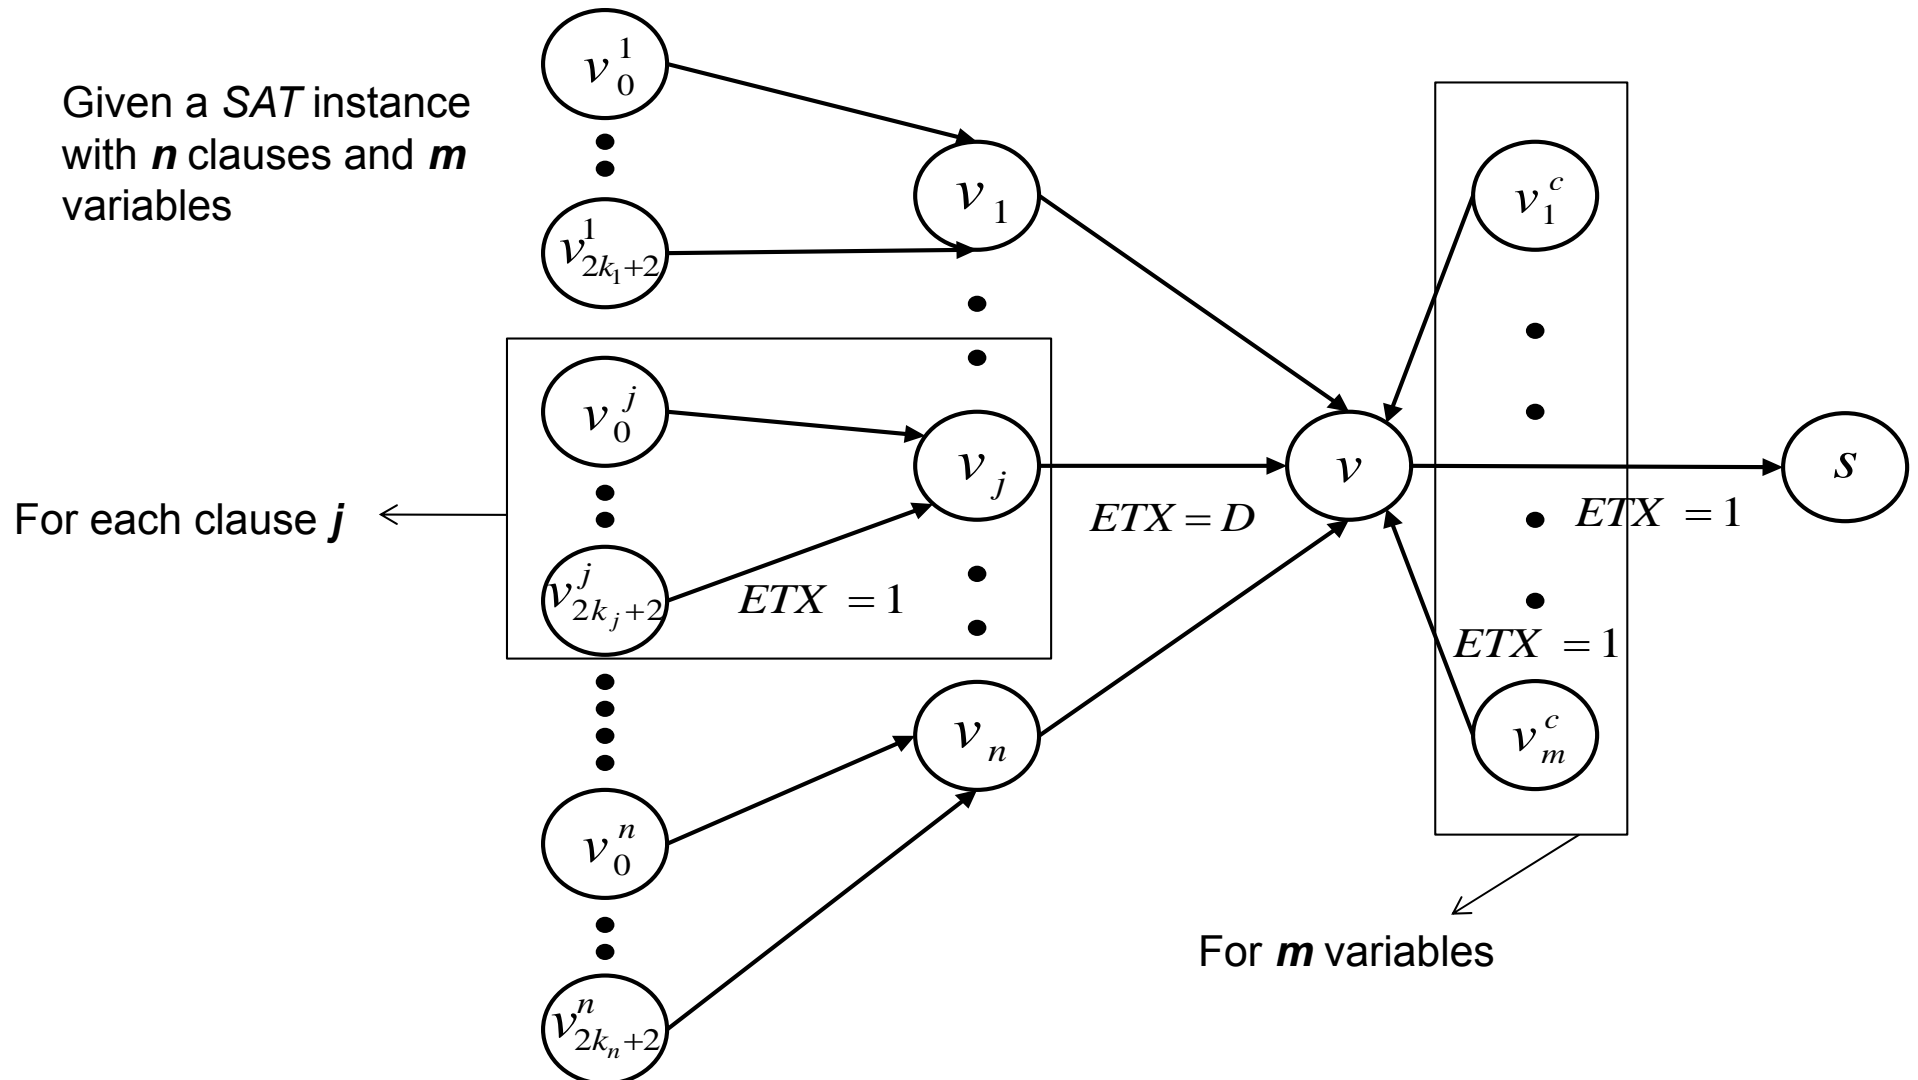 Given a SAT instance
with n clauses and m
variables
v_0^1
v_{2k_1+2}^1
v_1
v_1^c
For each clause j
v_0^j
v_{2k_j+2}^j
v_j
ETX = 1
ETX = D
v
ETX = 1
s
ETX = 1
v_n
v_m^c
v_0^n
v_{2k_n+2}^n
For m variables